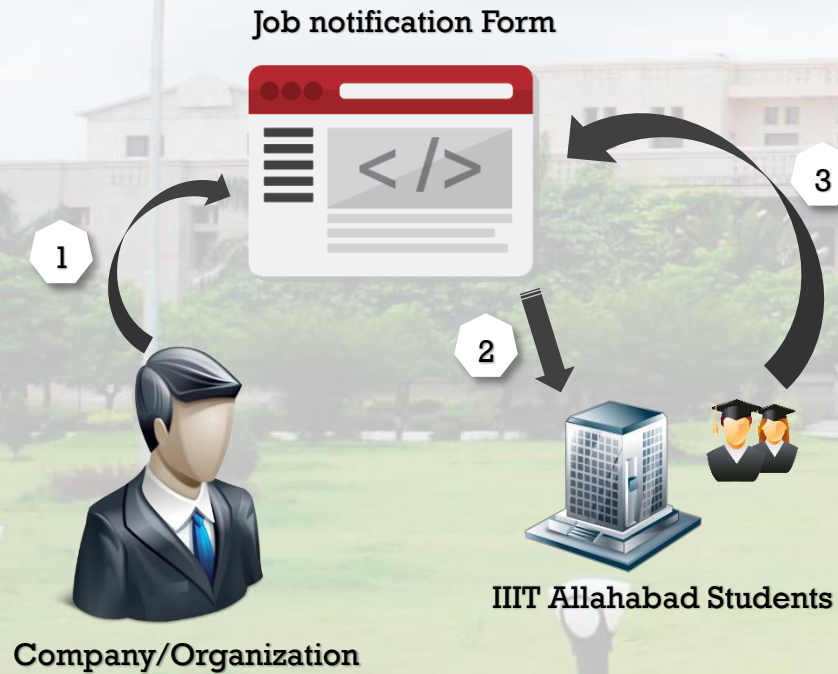 Job notification Form
3
1
</>
2
IIIT Allahabad Students
Company/Organization